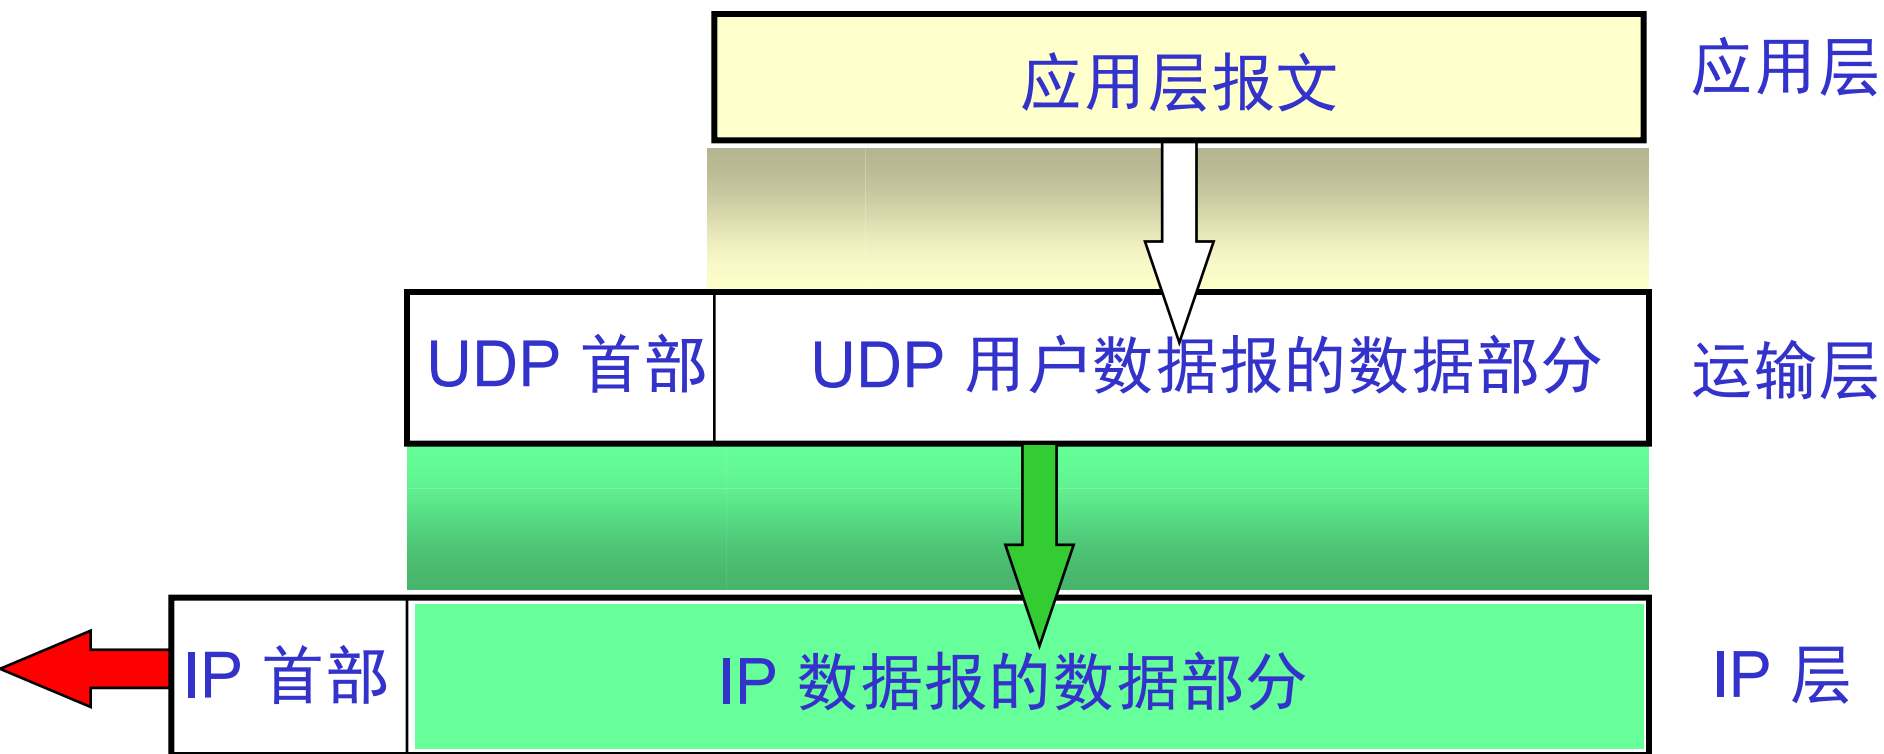 应用层报文
应用层
UDP 首部
UDP 用户数据报的数据部分
运输层
IP 首部
IP 数据报的数据部分
IP 层